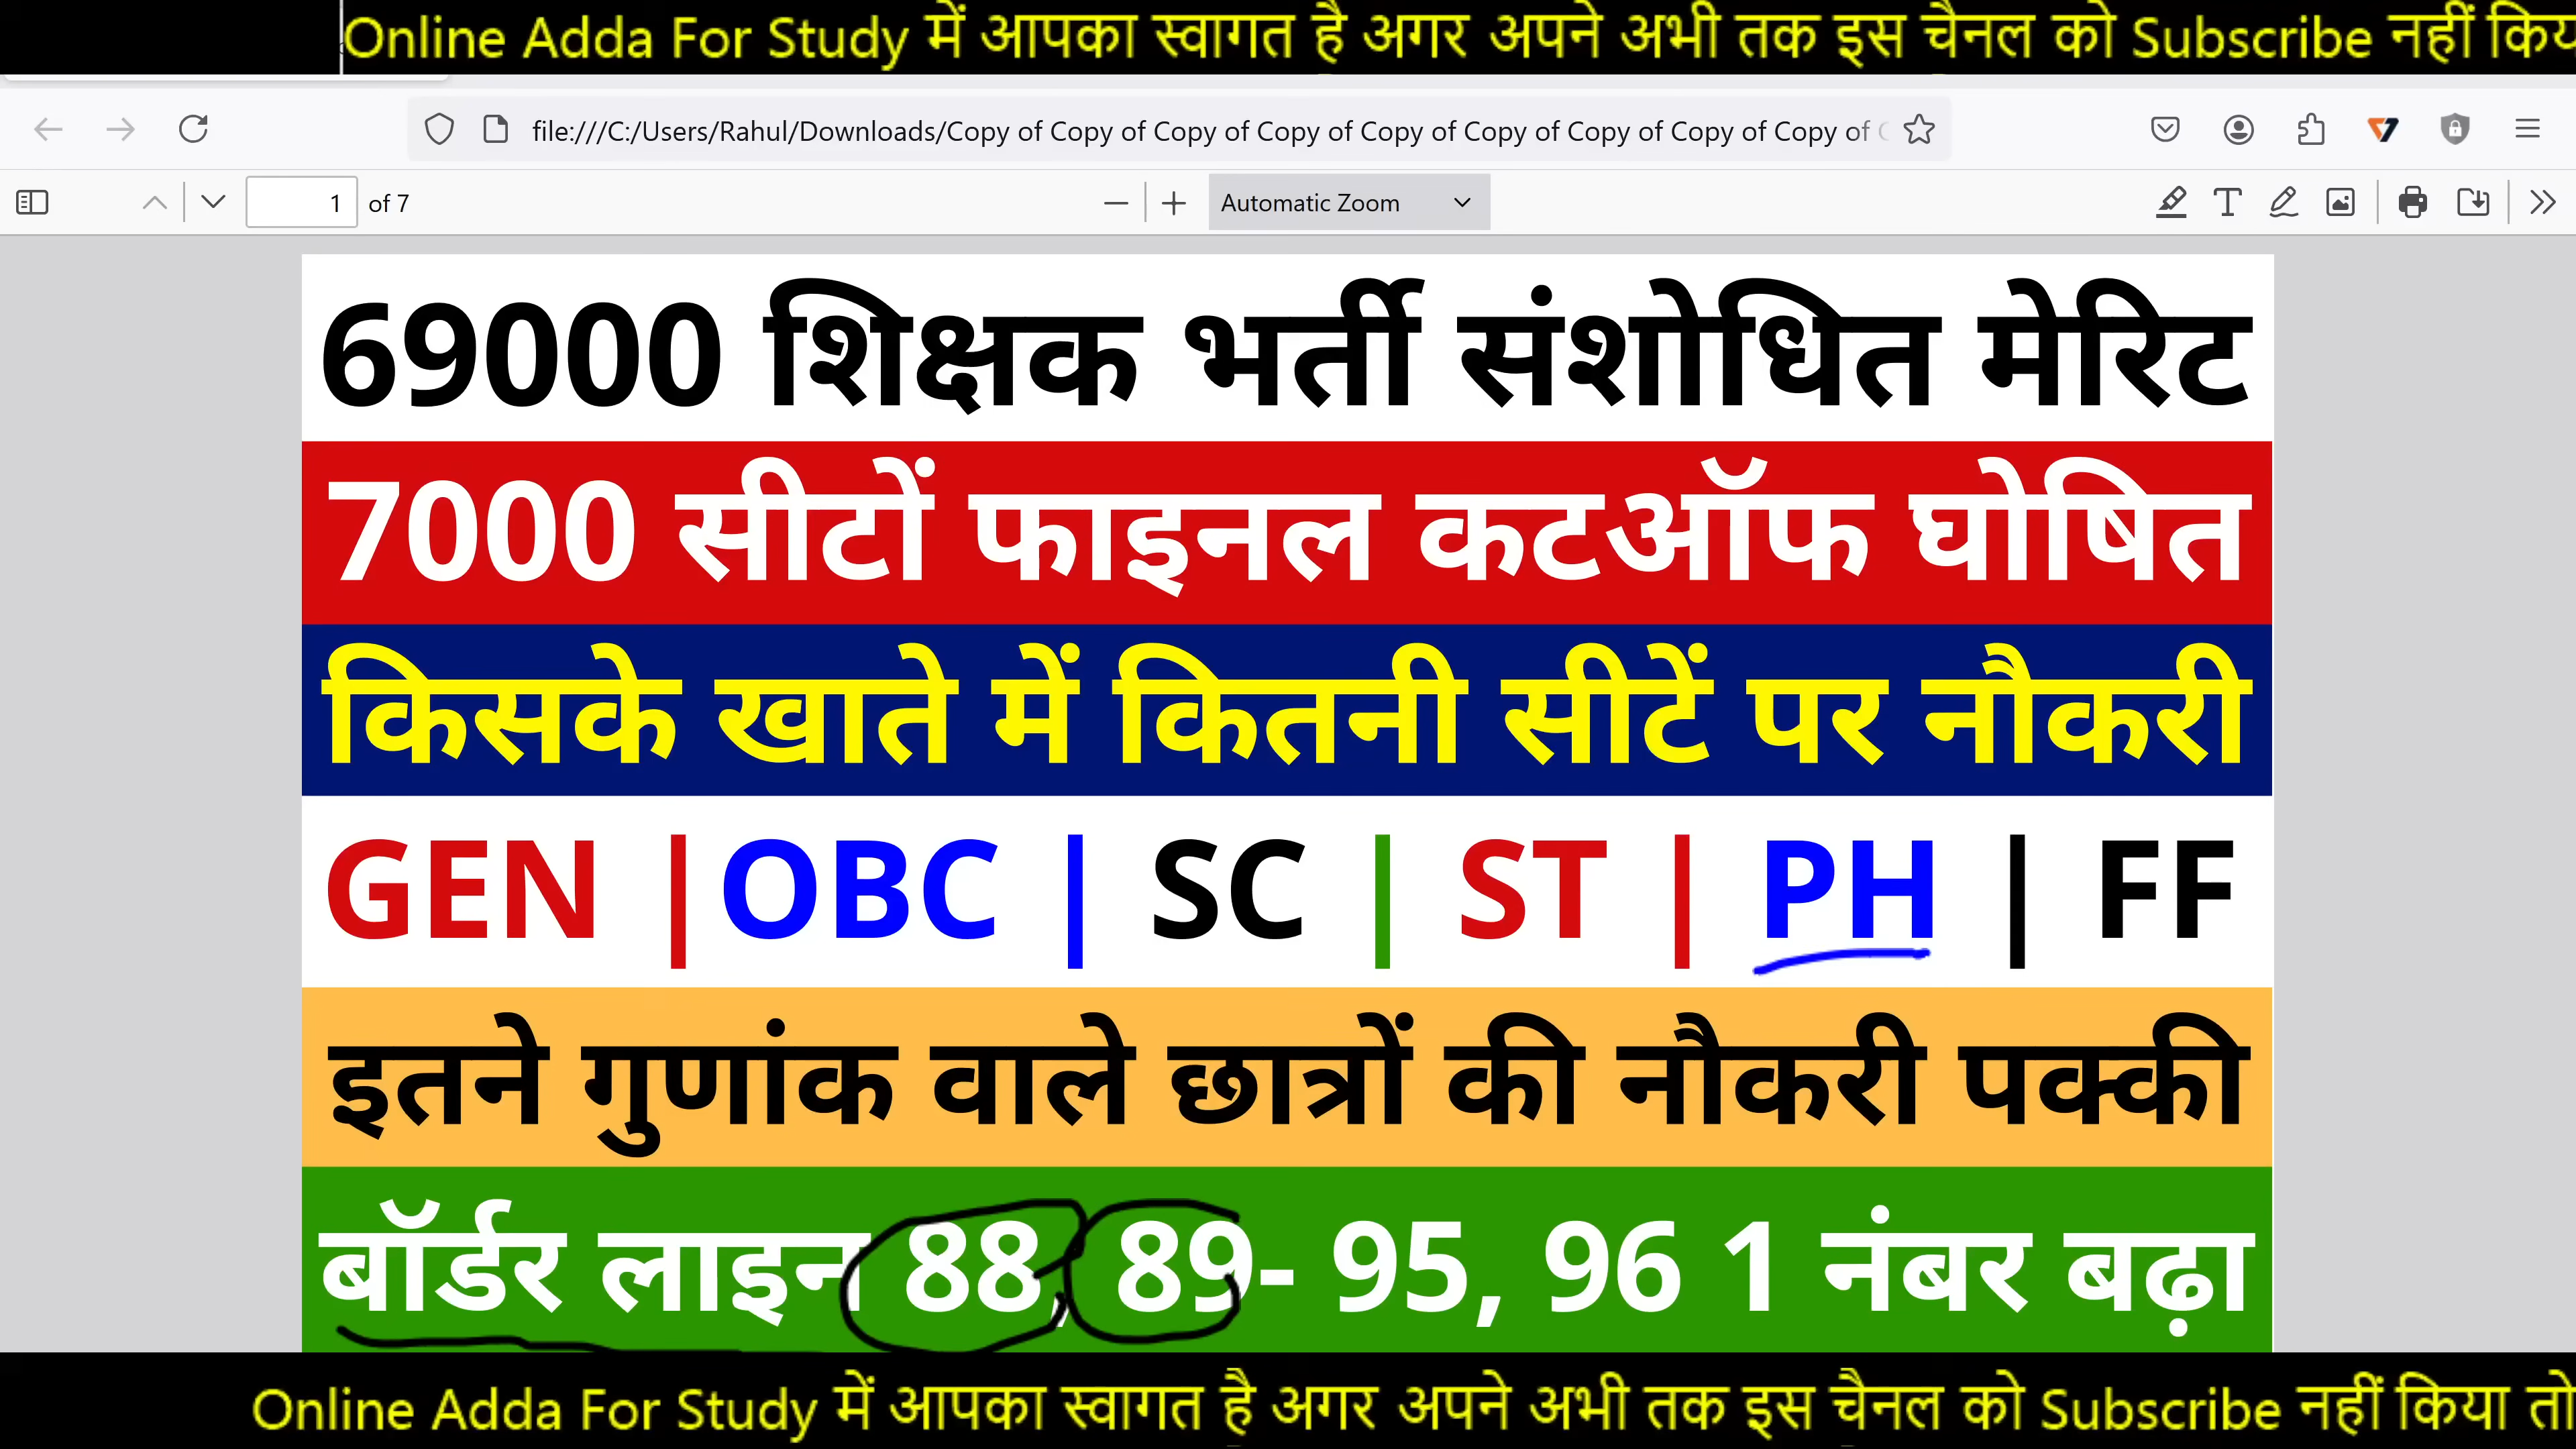 Online Adda For Study में आपका स्वागत है अगर अपने अभी तक इस चैनल को Subscribe नहीं
file:///C:/Users/Rahul/Downloads/Copy of Copy of Copy of Copy of Copy of Copy of Copy of Copy of Copy of
1 of 7
Automatic Zoom
69000 शिक्षक भर्ती संशोधित मेरिट
7000 सीटों फाइनल कटऑफ घोषित
किसके खाते में कितनी सीटें पर नौकरी
GEN | OBC | SC | ST | PH | FF
इतने गुणांक वाले छात्रों की नौकरी पक्की
बॉर्डर लाइन 88, 89- 95, 96 1 नंबर बढ़ा
Online Adda For Study में आपका स्वागत है अगर अपने अभी तक इस चैनल को Subscribe नहीं किया तो